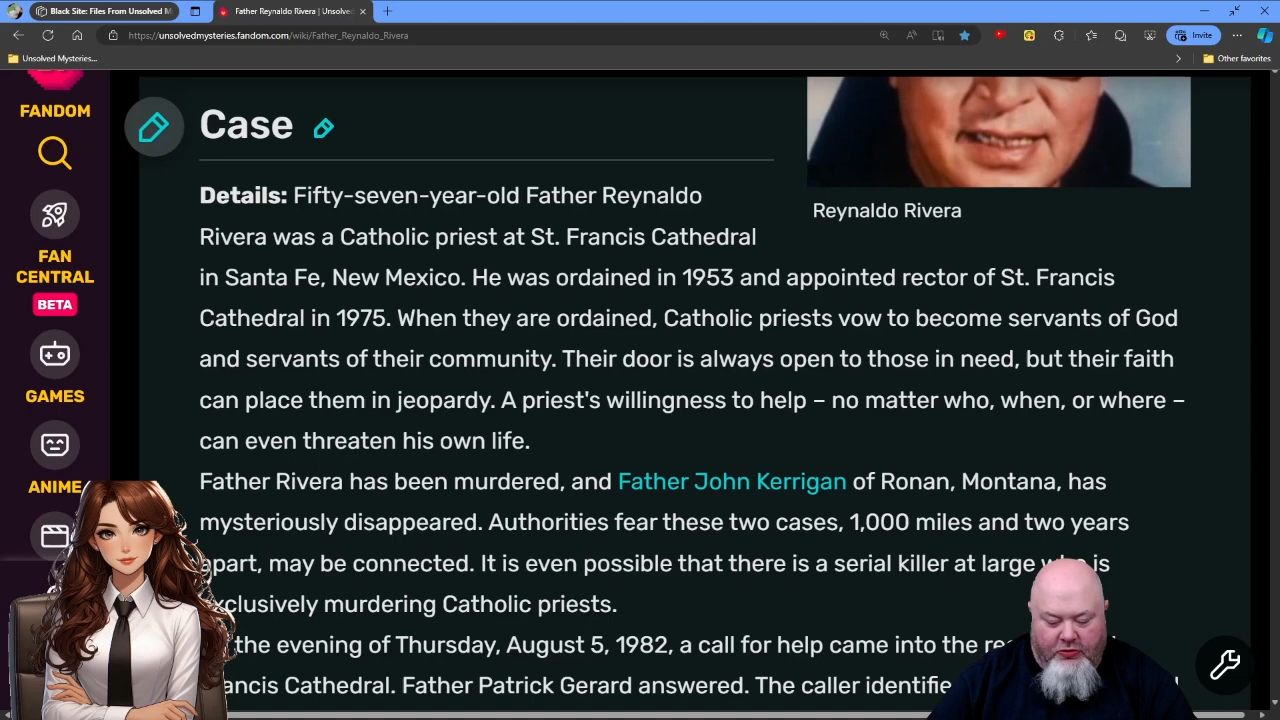 Black Site: Files From Unsolved M
Father Reynaldo Rivera | Unsolve
https://unsolvedmysteries.fandom.com/wiki/Father_Reynaldo_Rivera
Invite
Unsolved Mysteries...
Other favorites
FANDOM
FAN
CENTRAL
BETA
GAMES
ANIME
Case
Reynaldo Rivera
Details: Fifty-seven-year-old Father Reynaldo
Rivera was a Catholic priest at St. Francis Cathedral
in Santa Fe, New Mexico. He was ordained in 1953 and appointed rector of St. Francis
Cathedral in 1975. When they are ordained, Catholic priests vow to become servants of God
and servants of their community. Their door is always open to those in need, but their faith
can place them in jeopardy. A priest's willingness to help – no matter who, when, or where –
can even threaten his own life.
Father Rivera has been murdered, and Father John Kerrigan of Ronan, Montana, has
mysteriously disappeared. Authorities fear these two cases, 1,000 miles and two years
apart, may be connected. It is even possible that there is a serial killer at large who is
exclusively murdering Catholic priests.
the evening of Thursday, August 5, 1982, a call for help came into the
Francis Cathedral. Father Patrick Gerard answered. The caller